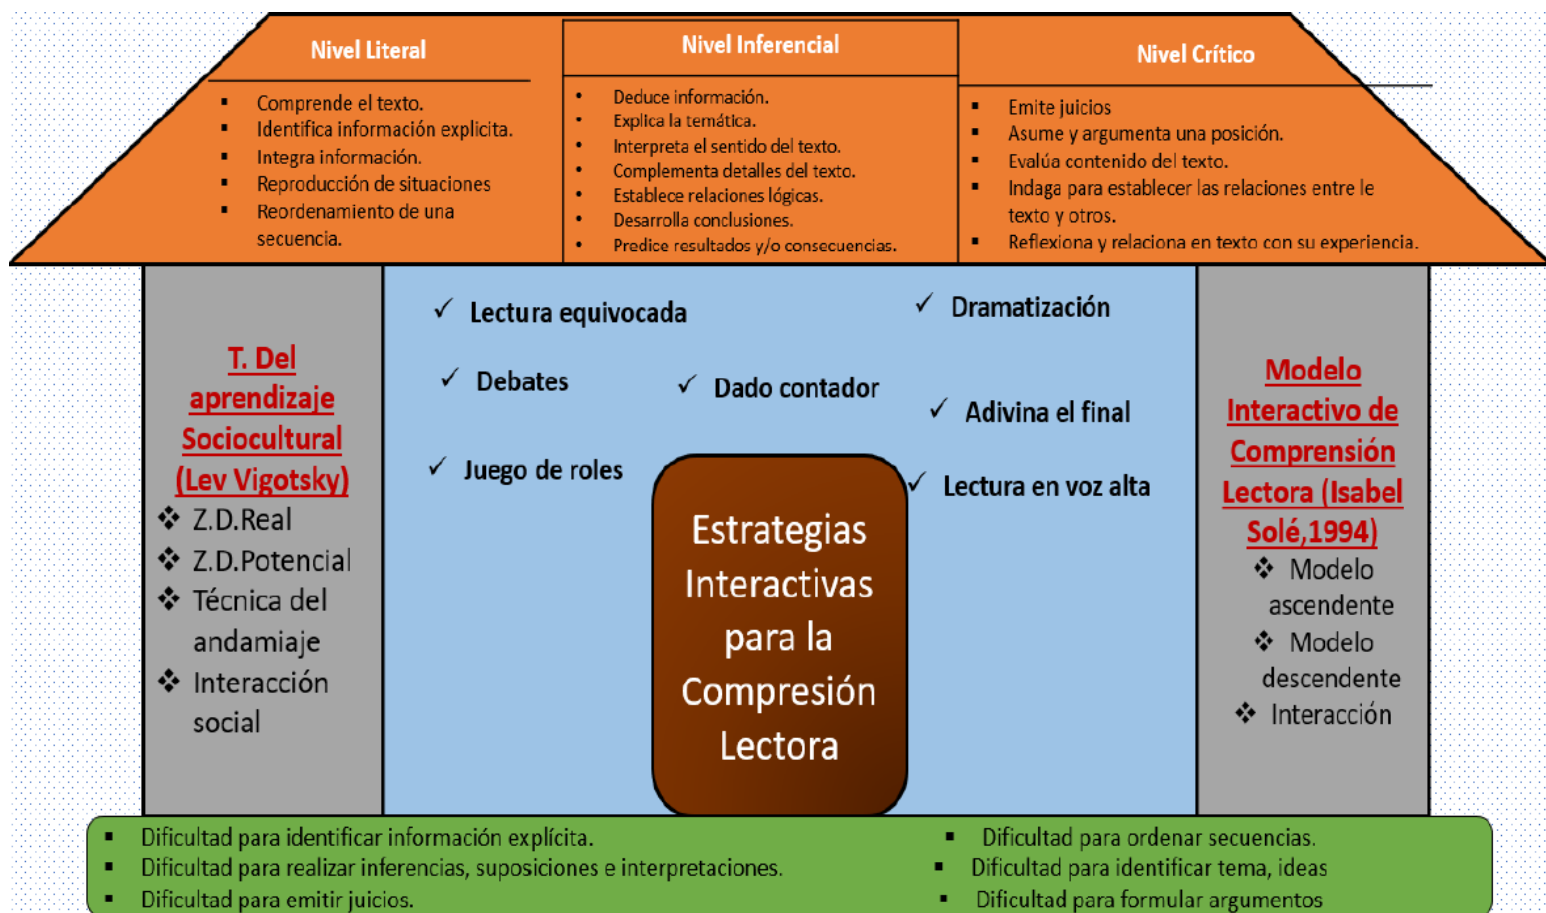 Nivel Literal
▪ Comprende el texto.
▪ Identifica información explicita.
▪ Integra información.
▪ Reproducción de situaciones
▪ Reordenamiento de una
secuencia.
Nivel Inferencial
• Deduce información.
• Explica la temática.
• Interpreta el sentido del texto.
• Complementa detalles del texto.
• Establece relaciones lógicas.
• Desarrolla conclusiones.
• Predice resultados y/o consecuencias.
Nivel Crítico
▪ Emite juicios
▪ Asume y argumenta una posición.
▪ Evalúa contenido del texto.
▪ Indaga para establecer las relaciones entre le
texto y otros.
▪ Reflexiona y relaciona en texto con su experiencia.
T. Del
aprendizaje
Sociocultural
(Lev Vigotsky)
❖ Z.D.Real
❖ Z.D.Potencial
❖ Técnica del
andamiaje
❖ Interacción
social
✓ Lectura equivocada
✓ Debates
✓ Juego de roles
✓ Dado contador
✓ Dramatización
✓ Adivina el final
✓ Lectura en voz alta
Estrategias
Interactivas
para la
Compresión
Lectora
Modelo
Interactivo de
Comprensión
Lectora (Isabel
Solé,1994)
❖ Modelo
ascendente
❖ Modelo
descendente
❖ Interacción
▪ Dificultad para identificar información explícita.
▪ Dificultad para realizar inferencias, suposiciones e interpretaciones.
▪ Dificultad para emitir juicios.
▪ Dificultad para ordenar secuencias.
▪ Dificultad para identificar tema, ideas
▪ Dificultad para formular argumentos